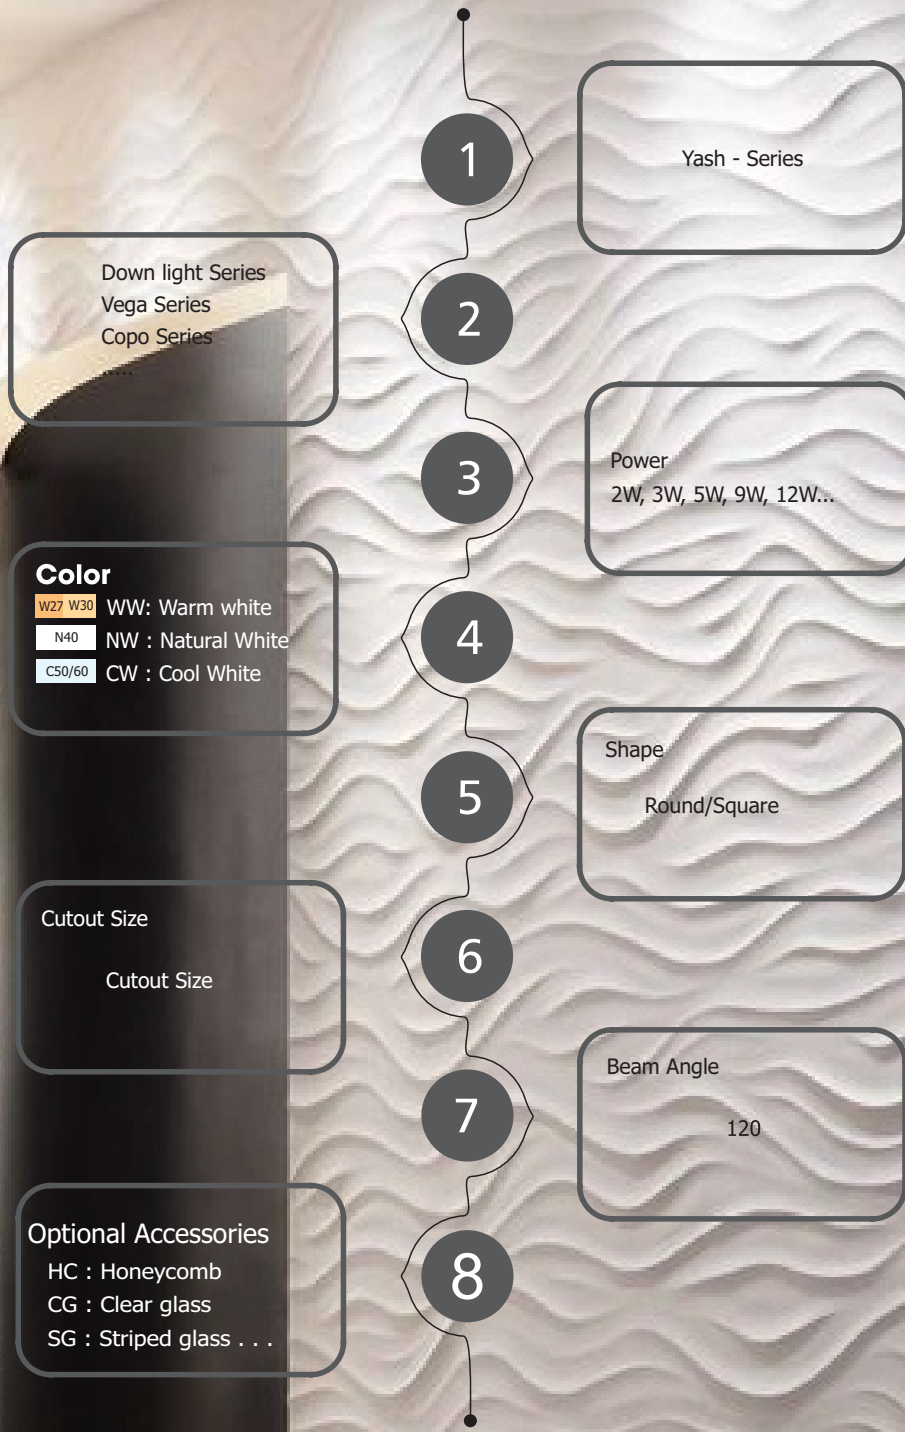 1
Yash - Series
Down light Series
Vega Series
Copo Series
.....
2
3
Power
2W, 3W, 5W, 9W, 12W...
Color
W27 W30 WW: Warm white
N40 NW : Natural White
C50/60 CW : Cool White
4
5
Shape
Round/Square
Cutout Size
Cutout Size
6
7
Beam Angle
120
Optional Accessories
HC : Honeycomb
CG : Clear glass
SG : Striped glass . . .
8